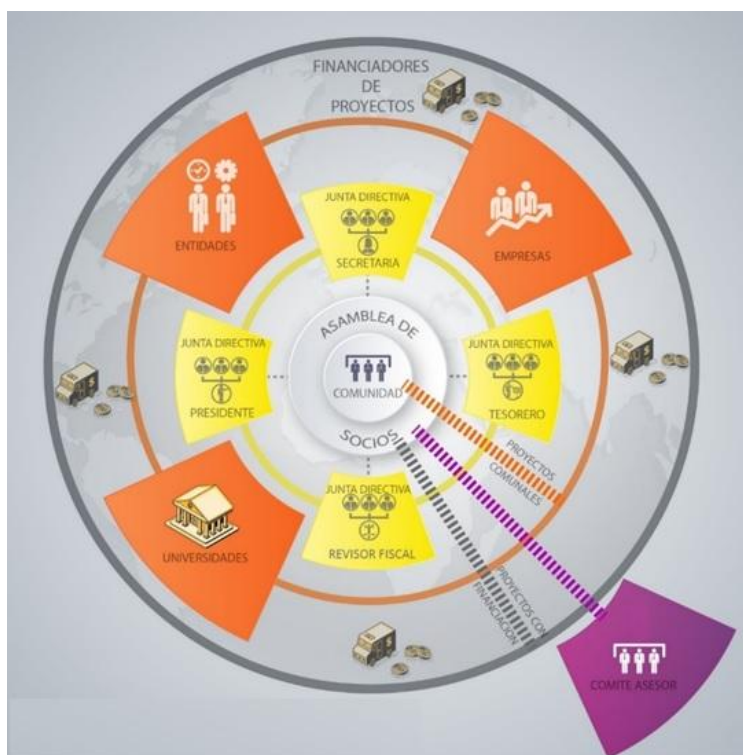 FINANCIADORES
DE
PROYECTOS
ENTIDADES
JUNTA DIRECTIVA
SECRETARIA
EMPRESAS
JUNTA DIRECTIVA
PRESIDENTE
ASAMBLEA DE
COMUNIDAD
SOCIOS
JUNTA DIRECTIVA
TESORERO
PROYECTOS
COMUNALES
UNIVERSIDADES
JUNTA DIRECTIVA
REVISOR FISCAL
PROYECTOS CON
FINANCIACION
COMITE ASESOR